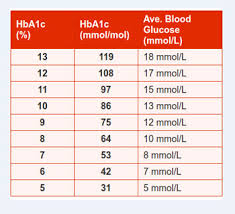 HbA1c HbA1c Ave. Blood
(%) (mmol/mol) Glucose
(mmol/L)
13 119 18 mmol/L
12 108 17 mmol/L
11 97 15 mmol/L
10 86 13 mmol/L
9 75 12 mmol/L
8 64 10 mmol/L
7 53 8 mmol/L
6 42 7 mmol/L
5 31 5 mmol/L